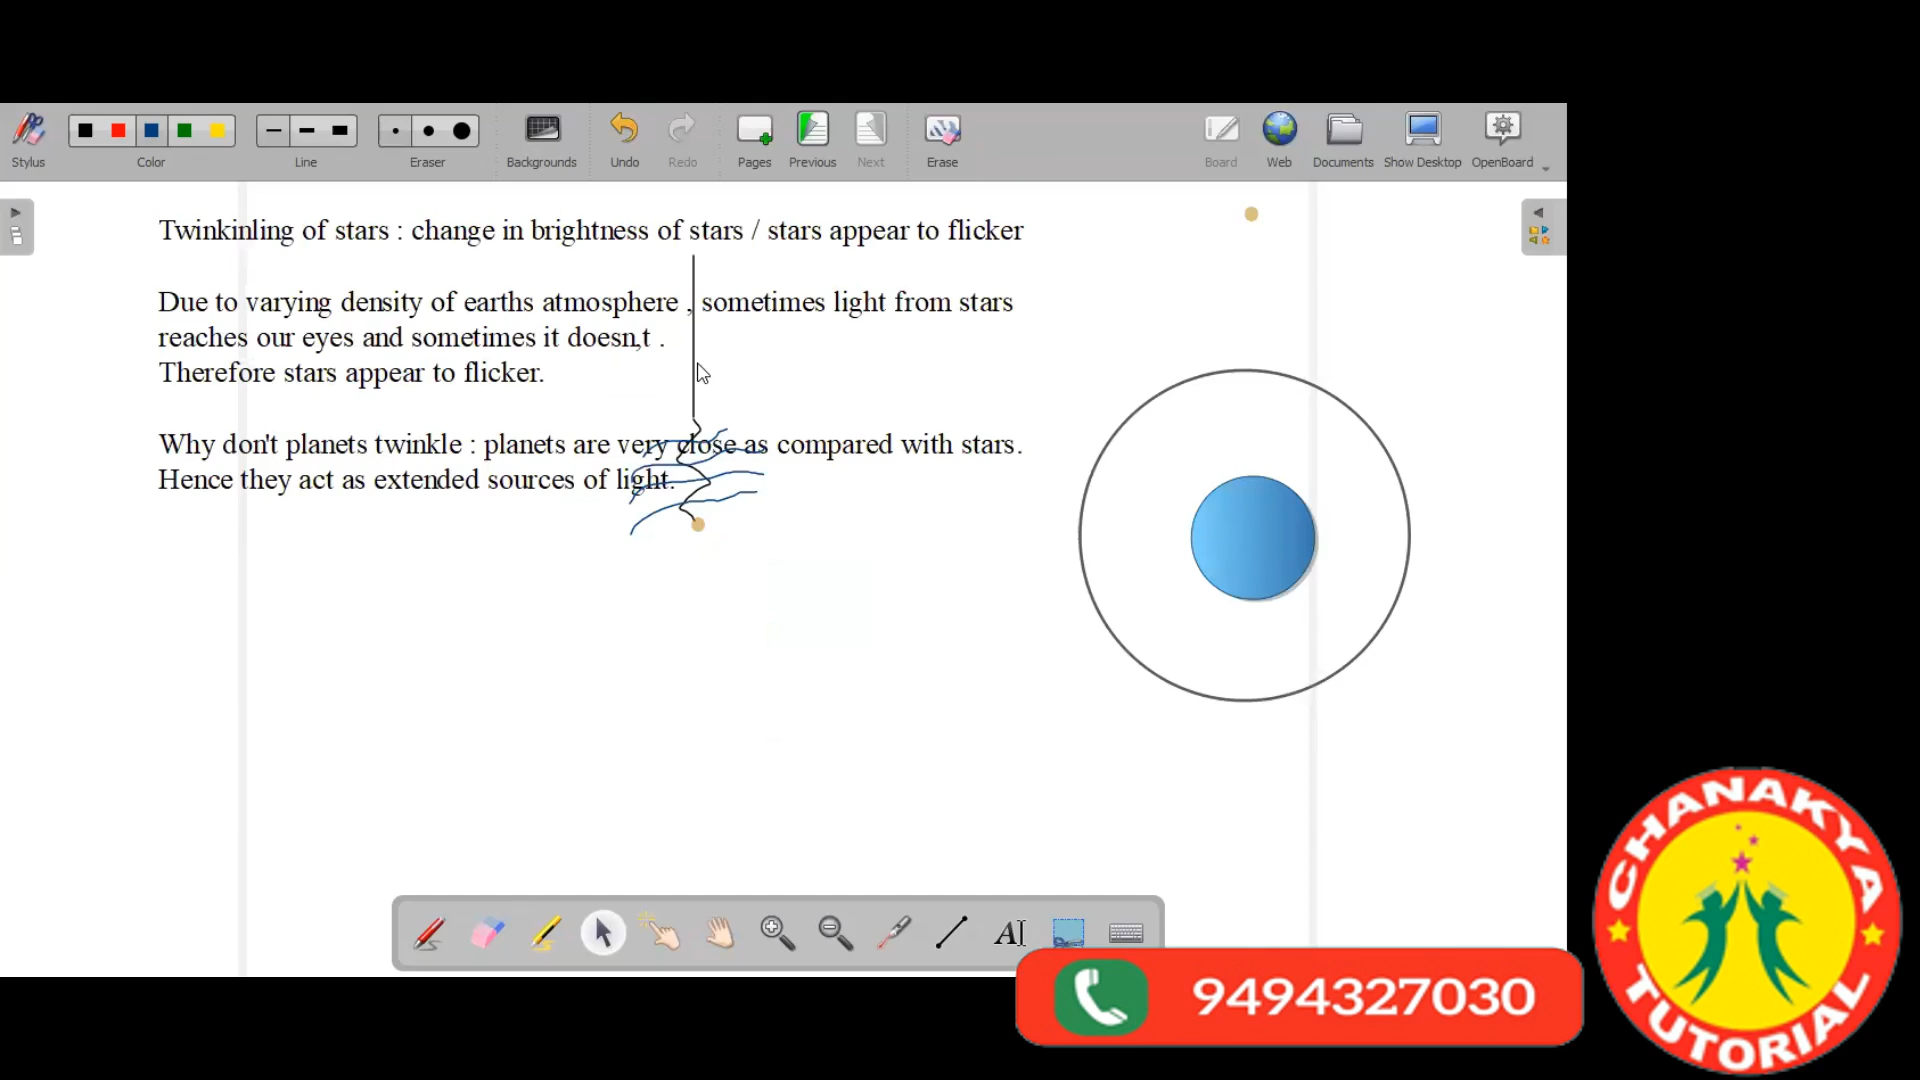 Stylus
Color
Line
Eraser
Backgrounds
Undo
Redo
Pages
Previous
Next
Erase
Board
Web
Documents
Show Desktop
OpenBoard
Twinkinling of stars : change in brightness of stars / stars appear to flicker
Due to varying density of earths atmosphere , sometimes light from stars
reaches our eyes and sometimes it doesn,t .
Therefore stars appear to flicker.
Why don't planets twinkle : planets are very close as compared with stars.
Hence they act as extended sources of light.
AI
9494327030
CHANAKYA
TUTORIAL